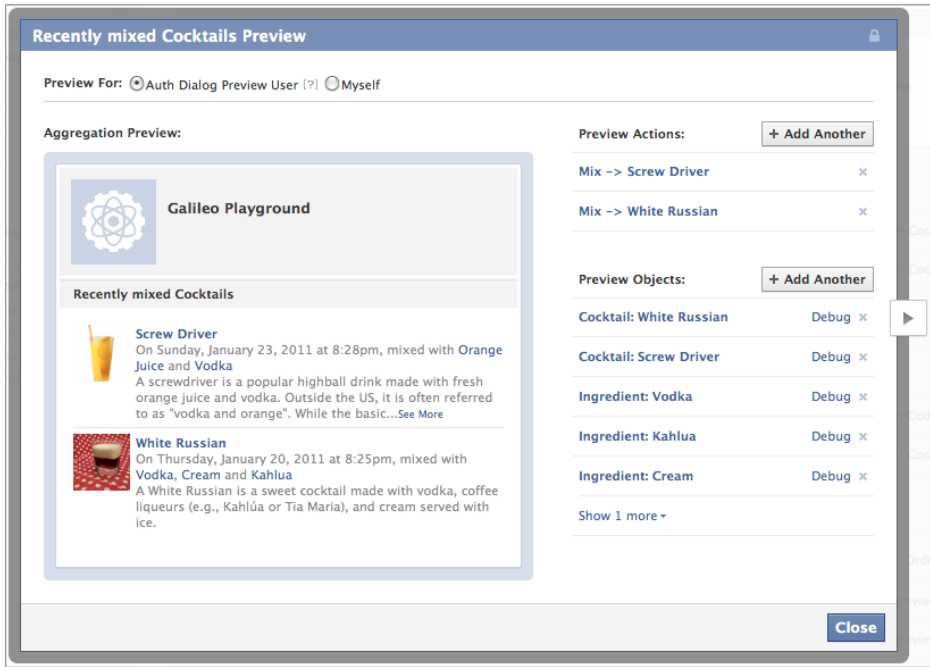 Recently mixed Cocktails Preview
Preview For: Auth Dialog Preview User [?] Myself
Aggregation Preview:
Galileo Playground
Recently mixed Cocktails
Screw Driver
On Sunday, January 23, 2011 at 8:28pm, mixed with Orange
Juice and Vodka
A screwdriver is a popular highball drink made with fresh
orange juice and vodka. Outside the US, it is often referred
to as "vodka and orange". While the basic...See More
White Russian
On Thursday, January 20, 2011 at 8:25pm, mixed with
Vodka, Cream and Kahlua
A White Russian is a sweet cocktail made with vodka, coffee
liqueurs (e.g., Kahlúa or Tia Maria), and cream served with
ice.
Preview Actions:
+ Add Another
Mix -> Screw Driver ×
Mix -> White Russian ×
Preview Objects:
+ Add Another
Cocktail: White Russian Debug ×
Cocktail: Screw Driver Debug ×
Ingredient: Vodka Debug ×
Ingredient: Kahlua Debug ×
Ingredient: Cream Debug ×
Show 1 more
Close